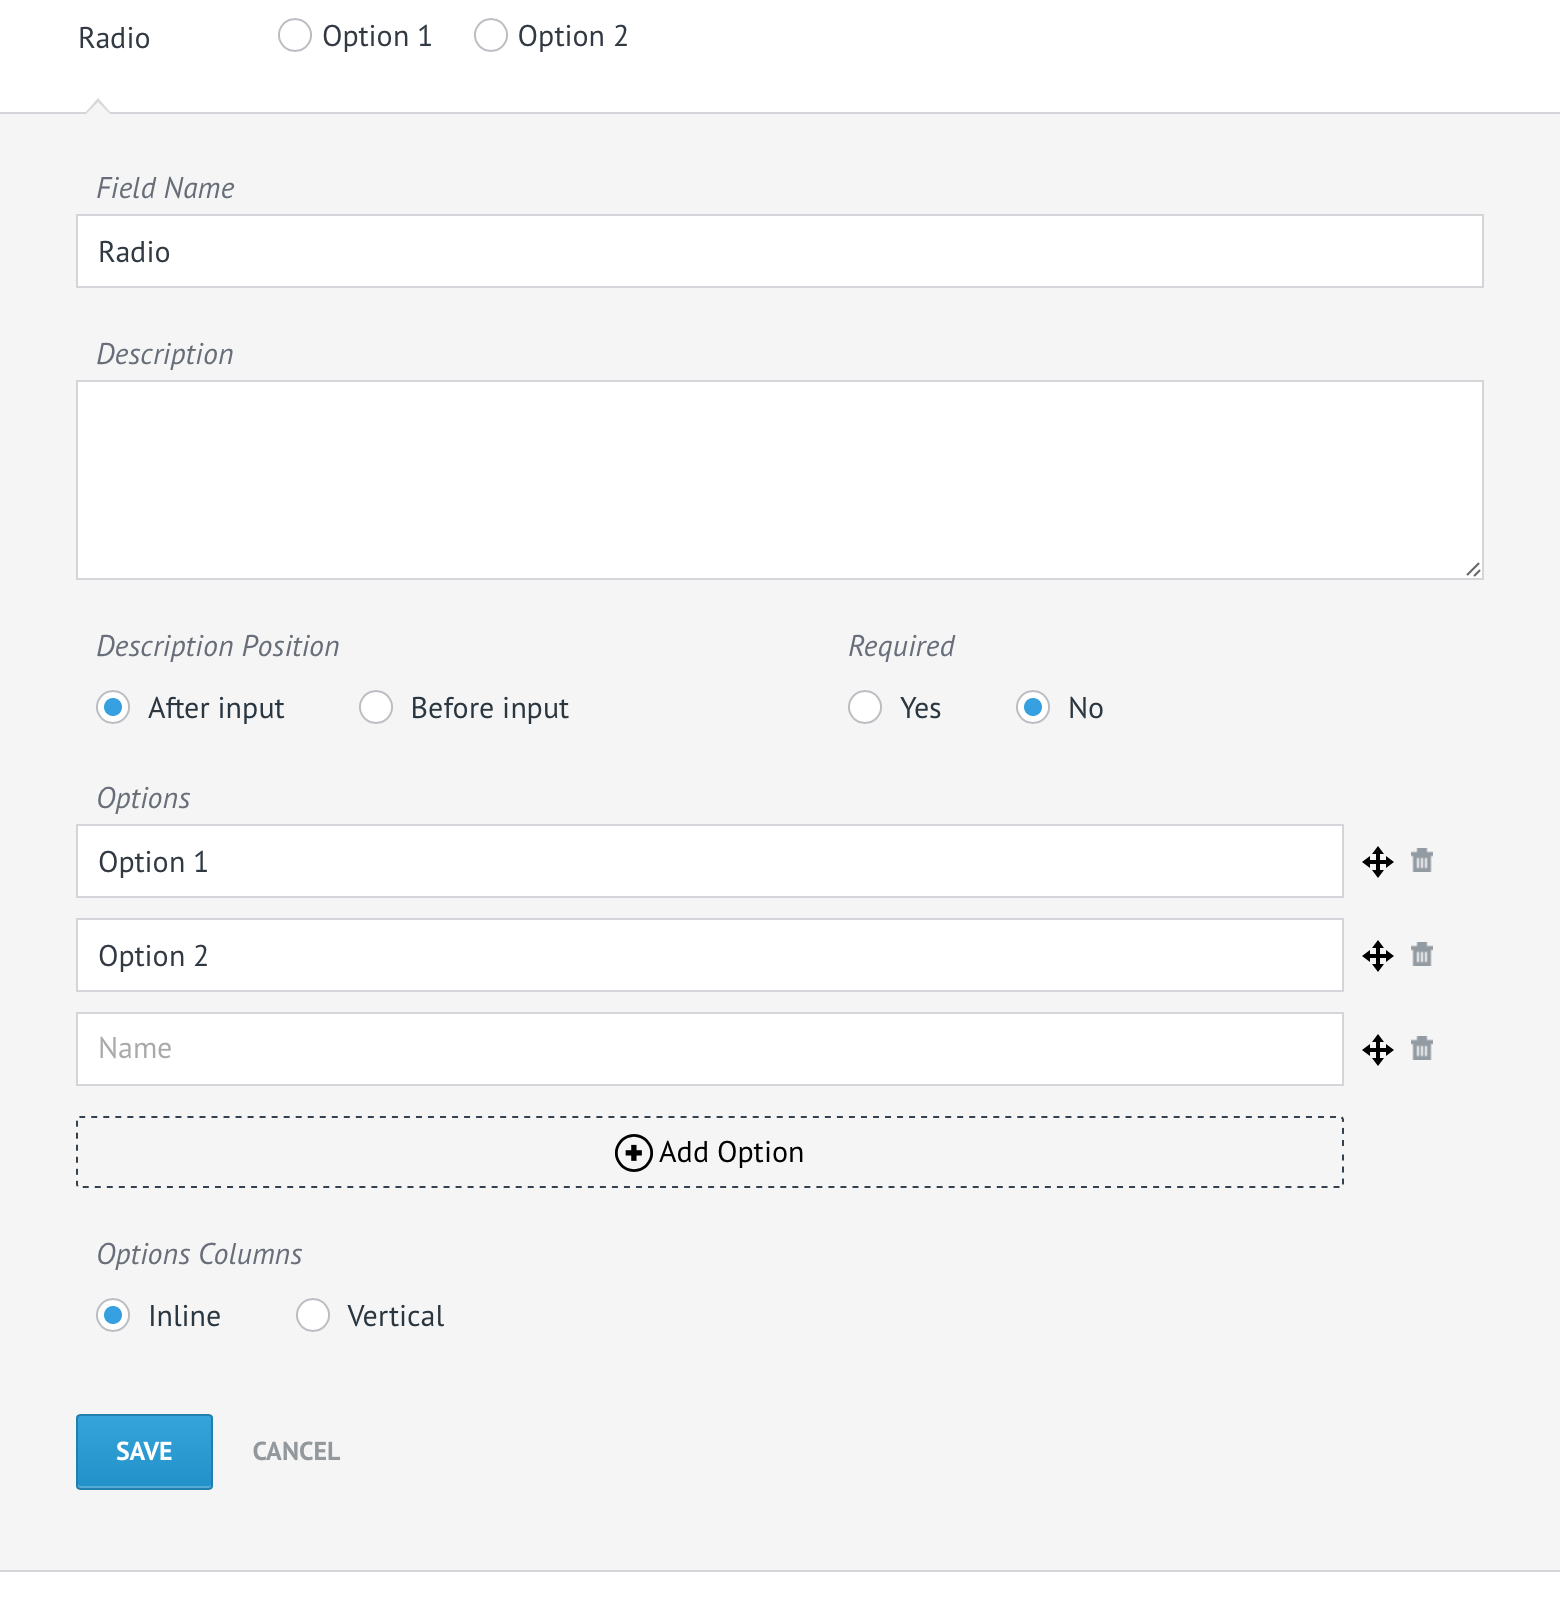 Radio Option 1 Option 2
Field Name
Radio
Description
Description Position Required
After input Before input Yes No
Options
Option 1
Option 2
Name
Add Option
Options Columns
Inline Vertical
SAVE CANCEL